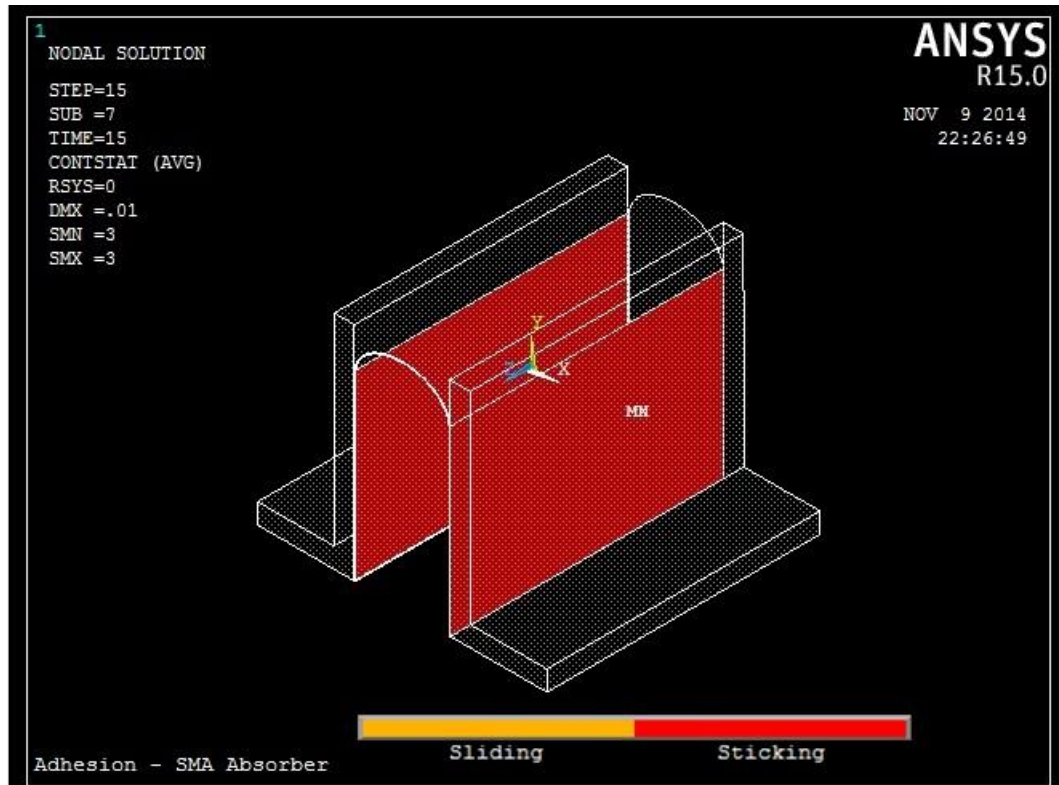 1
NODAL SOLUTION
STEP=15
SUB =7
TIME=15
CONTSTAT (AVG)
RSYS=0
DMX =.01
SMN =3
SMX =3
ANSYS
R15.0
NOV 9 2014
22:26:49
Y
Z X
MN
Sliding Sticking
Adhesion - SMA Absorber